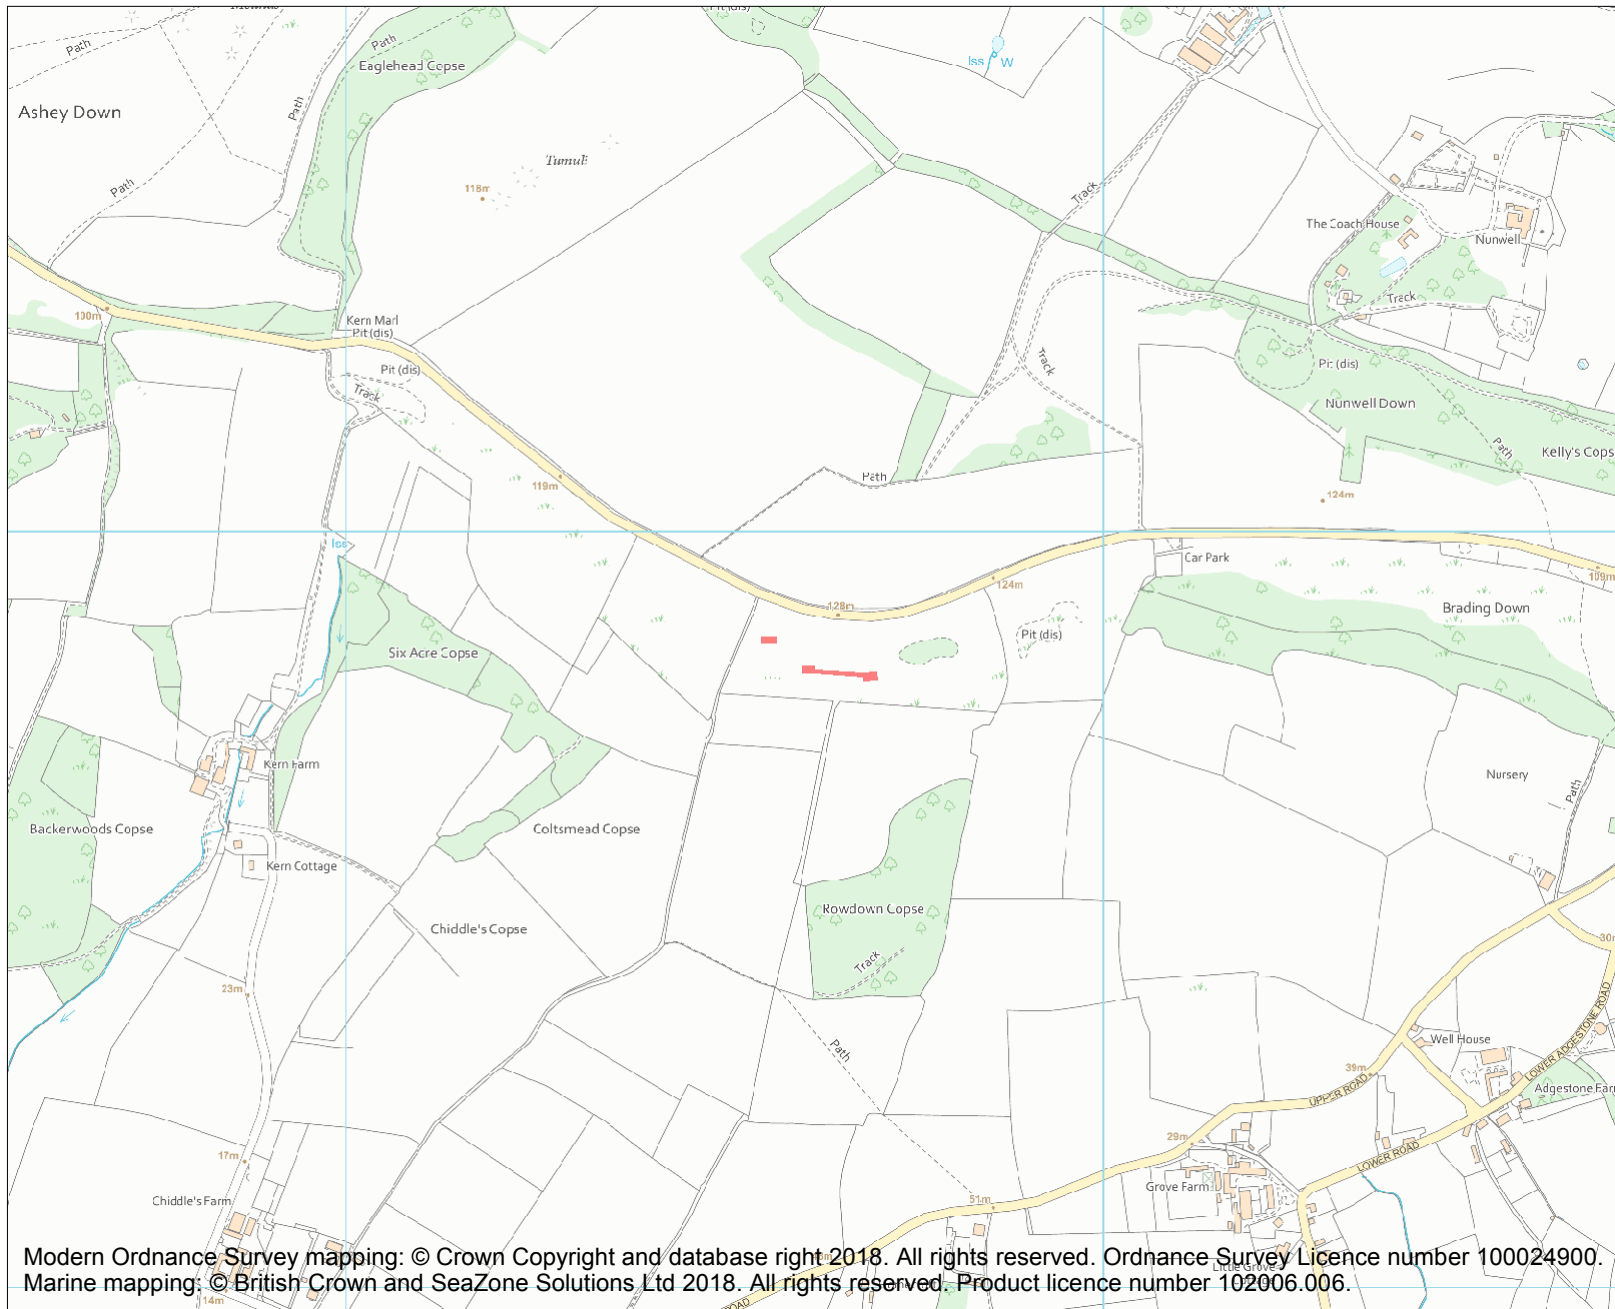 Pit (dis)
Path
Path
Eaglehead Copse
Iss
W
Ashey Down
Path
Tumuli
Path
118m
Track
The Coach House
Nunwell
Track
100m
Kern Marl
Pit (dis)
Pit (dis)
Track
Track
Pit (dis)
Nunwell Down
Path
Kelly's Cops
Path
119m
124m
Iss
Car Park
124m
109m
128m
Brading Down
Pit (dis)
Six Acre Copse
Kern Farm
Nursery
Path
Backerwoods Copse
Coltsmead Copse
Kern Cottage
Rowdown Copse
Chiddle's Copse
30m
Track
23m
LOWER ADGESTONE ROAD
Path
Well House
39m
UPPER ROAD
Adgestone Far
29m
17m
LOWER ROAD
Grove Farm
Chiddle's Farm
51m
Modern Ordnance Survey mapping: © Crown Copyright and database right 2018. All rights reserved. Ordnance Survey Licence number 100024900.
Marine mapping: © British Crown and SeaZone Solutions Ltd 2018. All rights reserved. Product licence number 102006.006.
Little Grove
14m
ROAD